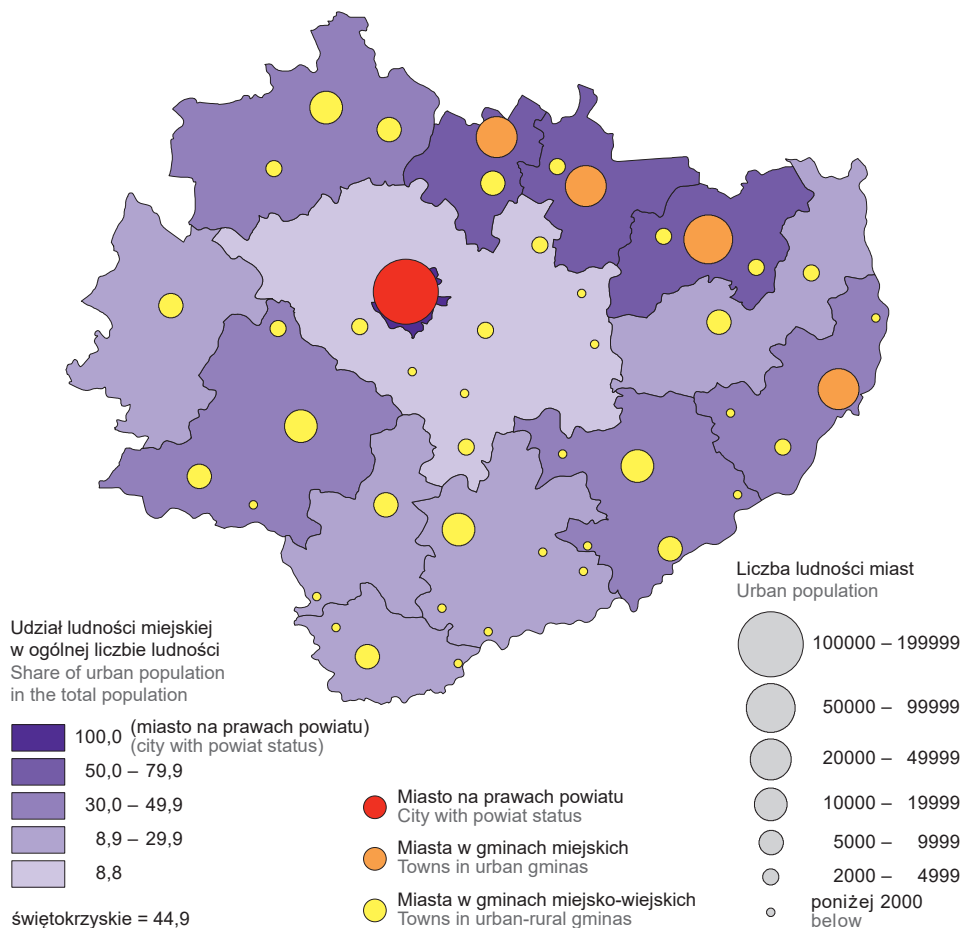 Udział ludności miejskiej
w ogólnej liczbie ludności
Share of urban population
in the total population
100,0 (miasto na prawach powiatu)
(city with powiat status)
50,0 – 79,9
30,0 – 49,9
8,9 – 29,9
8,8
świętokrzyskie = 44,9
Miasto na prawach powiatu
City with powiat status
Miasta w gminach miejskich
Towns in urban gminas
Miasta w gminach miejsko-wiejskich
Towns in urban-rural gminas
Liczba ludności miast
Urban population
100000 – 199999
50000 – 99999
20000 – 49999
10000 – 19999
5000 – 9999
2000 – 4999
poniżej 2000
below